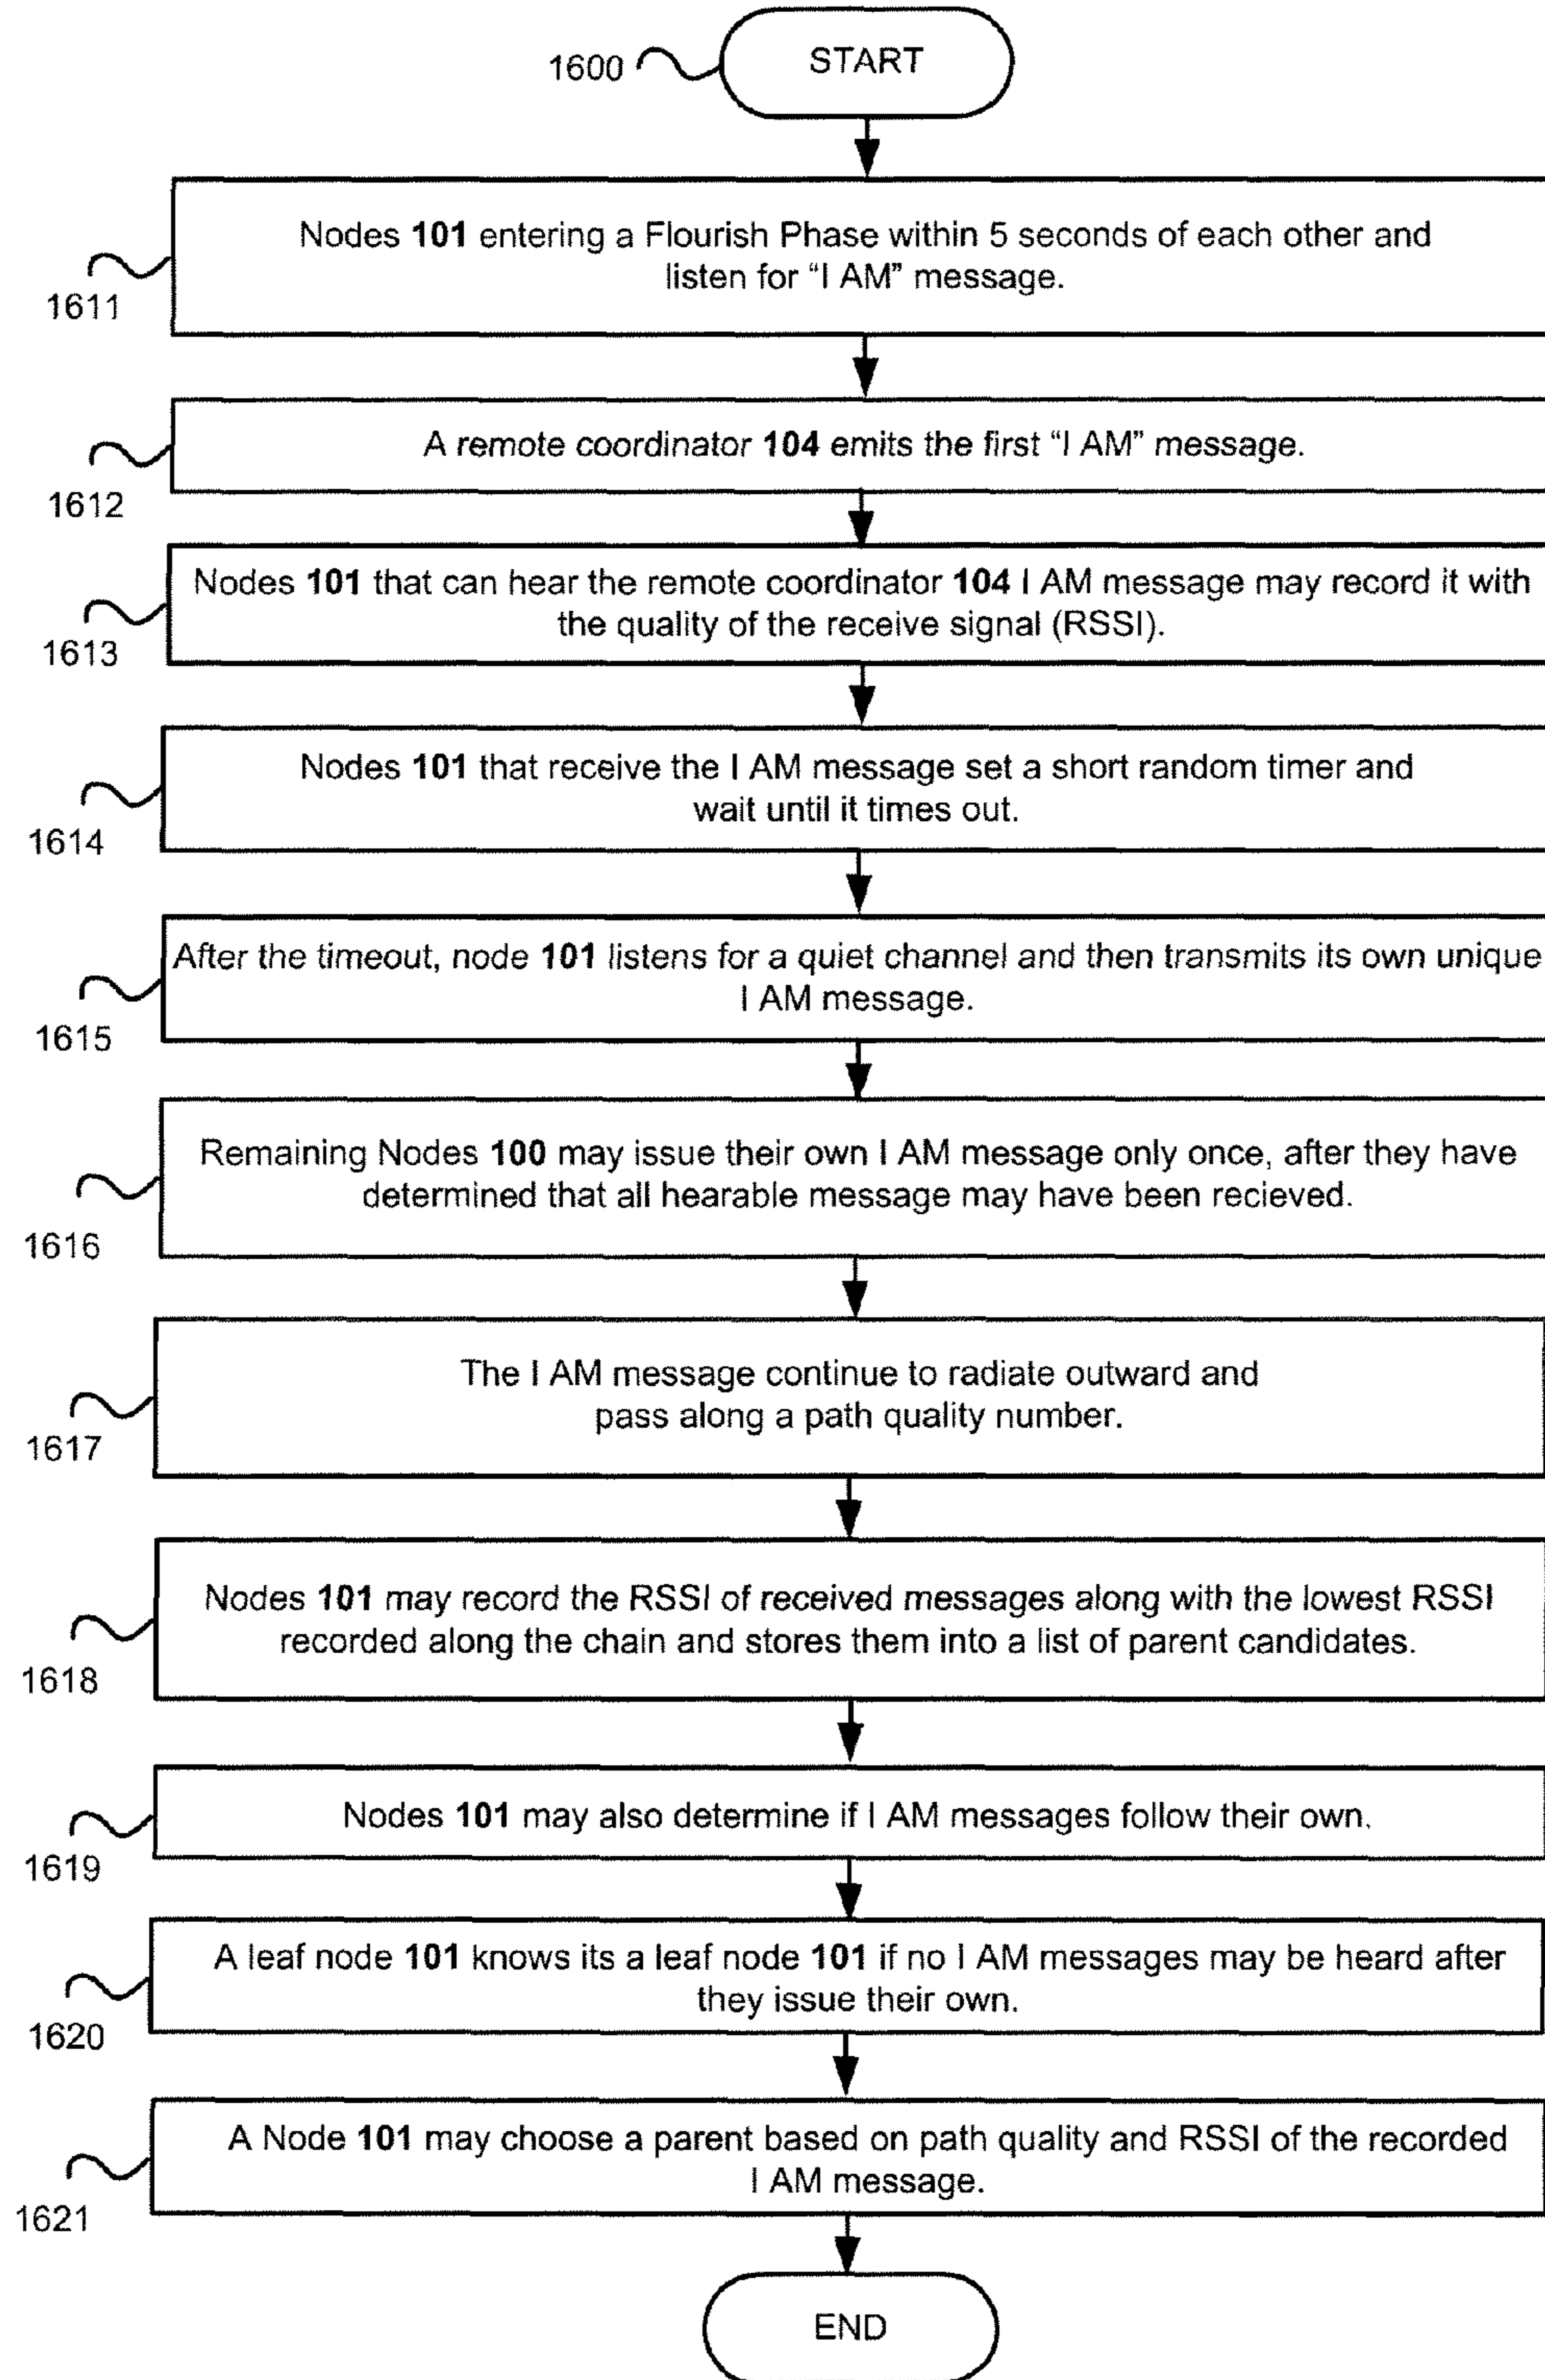 1600
START
Nodes 101 entering a Flourish Phase within 5 seconds of each other and
listen for “I AM” message.
1611
A remote coordinator 104 emits the first “I AM” message.
1612
Nodes 101 that can hear the remote coordinator 104 I AM message may record it with
the quality of the receive signal (RSSI).
1613
Nodes 101 that receive the I AM message set a short random timer and
wait until it times out.
1614
After the timeout, node 101 listens for a quiet channel and then transmits its own unique
I AM message.
1615
Remaining Nodes 100 may issue their own I AM message only once, after they have
determined that all hearable message may have been recieved.
1616
The I AM message continue to radiate outward and
pass along a path quality number.
1617
Nodes 101 may record the RSSI of received messages along with the lowest RSSI
recorded along the chain and stores them into a list of parent candidates.
1618
Nodes 101 may also determine if I AM messages follow their own.
1619
A leaf node 101 knows its a leaf node 101 if no I AM messages may be heard after
they issue their own.
1620
A Node 101 may choose a parent based on path quality and RSSI of the recorded
I AM message.
1621
END